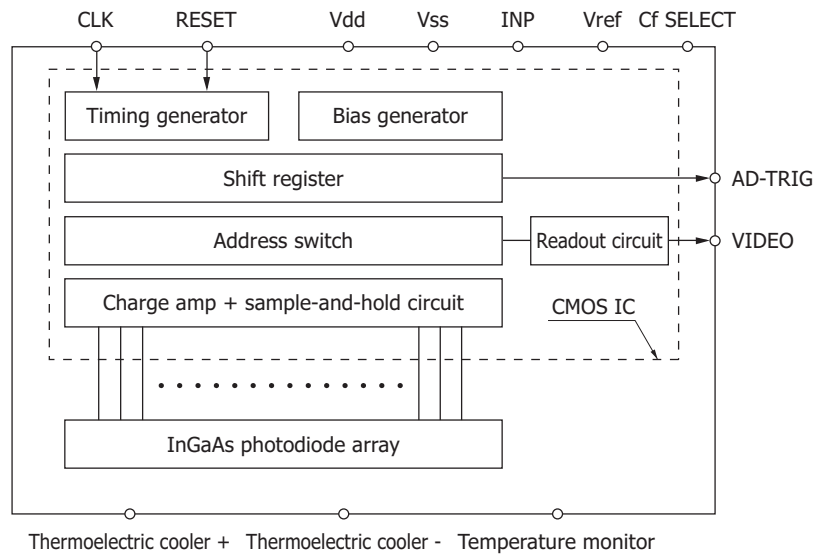 CLK RESET Vdd Vss INP Vref Cf SELECT
Timing generator Bias generator
Shift register AD-TRIG
Address switch Readout circuit VIDEO
Charge amp + sample-and-hold circuit CMOS IC
InGaAs photodiode array
Thermoelectric cooler + Thermoelectric cooler - Temperature monitor